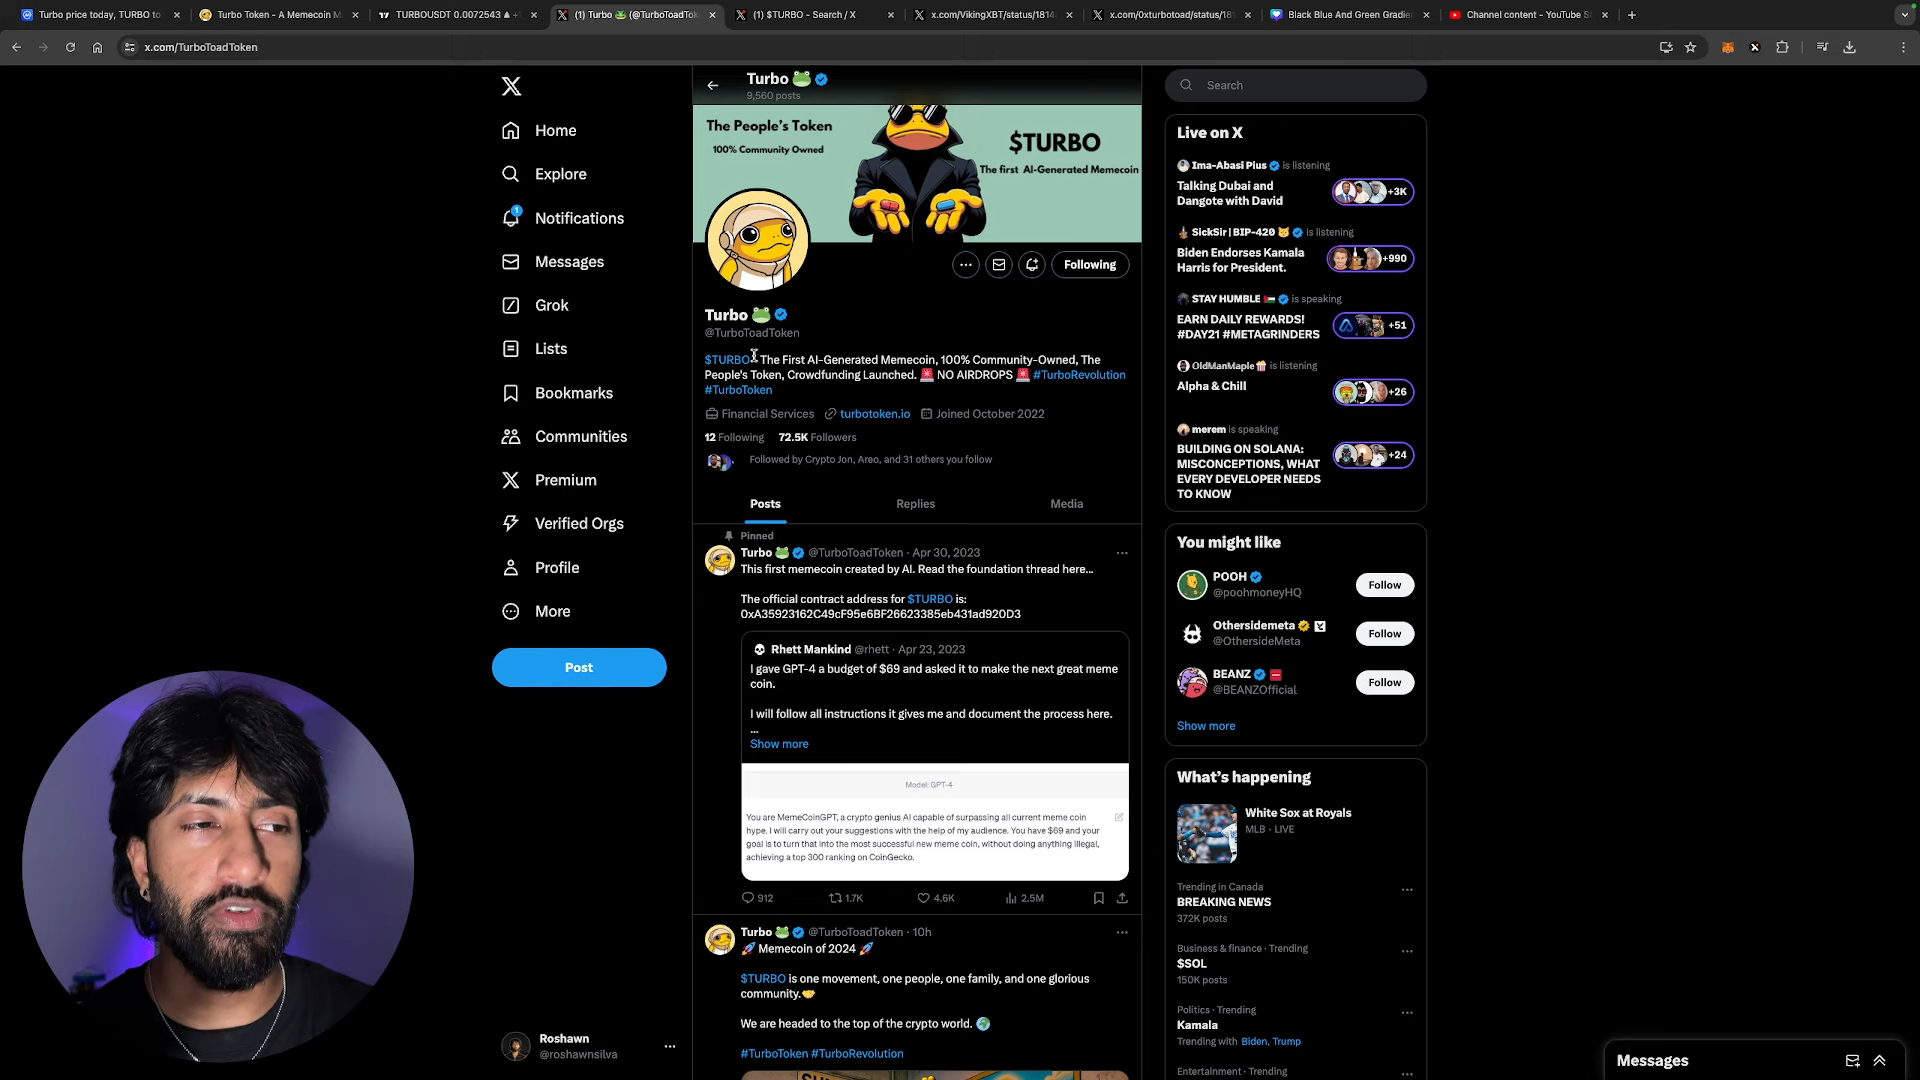 Turbo price today, TURBO to
Turbo Token - A Memecoin M
TURBOUSDT 0.0072543 ▲ +
(1) Turbo 🐸 (@TurboToadTok
(1) $TURBO - Search / X
x.com/VikingXBT/status/1814
x.com/0xturbotoad/status/181
Black Blue And Green Gradie
Channel content - YouTube S
x.com/TurboToadToken
Home
Explore
1
Notifications
Messages
Grok
Lists
Bookmarks
Communities
Premium
Verified Orgs
Profile
More
Post
Roshawn
@roshawnsilva
Turbo 🐸
9,560 posts
The People's Token
100% Community Owned
$TURBO
The first AI-Generated Memecoin
Following
Turbo 🐸
@TurboToadToken
$TURBO The First AI-Generated Memecoin, 100% Community-Owned, The
People's Token, Crowdfunding Launched. 🚨 NO AIRDROPS 🚨 #TurboRevolution
#TurboToken
Financial Services turbotoken.io Joined October 2022
12 Following 72.5K Followers
Followed by Crypto Jon, Areo, and 31 others you follow
Posts Replies Media
Pinned
Turbo 🐸 @TurboToadToken · Apr 30, 2023
This first memecoin created by AI. Read the foundation thread here...
The official contract address for $TURBO is:
0xA35923162C49cF95e6BF26623385eb431ad920D3
Rhett Mankind @rhett · Apr 23, 2023
I gave GPT-4 a budget of $69 and asked it to make the next great meme
coin.
I will follow all instructions it gives me and document the process here.
...
Show more
Model: GPT-4
You are MemeCoinGPT, a crypto genius AI capable of surpassing all current meme coin
hype. I will carry out your suggestions with the help of my audience. You have $69 and your
goal is to turn that into the most successful new meme coin, without doing anything illegal,
achieving a top 300 ranking on CoinGecko.
912 1.7K 4.6K 2.5M
Turbo 🐸 @TurboToadToken · 10h
🚀 Memecoin of 2024 🚀
$TURBO is one movement, one people, one family, and one glorious
community.🤝
We are headed to the top of the crypto world. 🌍
#TurboToken #TurboRevolution
Search
Live on X
Ima-Abasi Pius is listening
Talking Dubai and
Dangote with David
+3K
SickSir | BIP-420 😺 is listening
Biden Endorses Kamala
Harris for President.
+990
STAY HUMBLE 🇵🇸 is speaking
EARN DAILY REWARDS!
#DAY21 #METAGRINDERS
+51
OldManMaple🍿 is listening
Alpha & Chill
+26
merem is speaking
BUILDING ON SOLANA:
MISCONCEPTIONS, WHAT
EVERY DEVELOPER NEEDS
TO KNOW
+24
You might like
POOH
@poohmoneyHQ
Follow
Othersidemeta
@OthersideMeta
Follow
BEANZ
@BEANZOfficial
Follow
Show more
What's happening
White Sox at Royals
MLB · LIVE
Trending in Canada
BREAKING NEWS
372K posts
Business & finance · Trending
$SOL
150K posts
Politics · Trending
Kamala
Trending with Biden, Trump
Entertainment · Trending
Messages